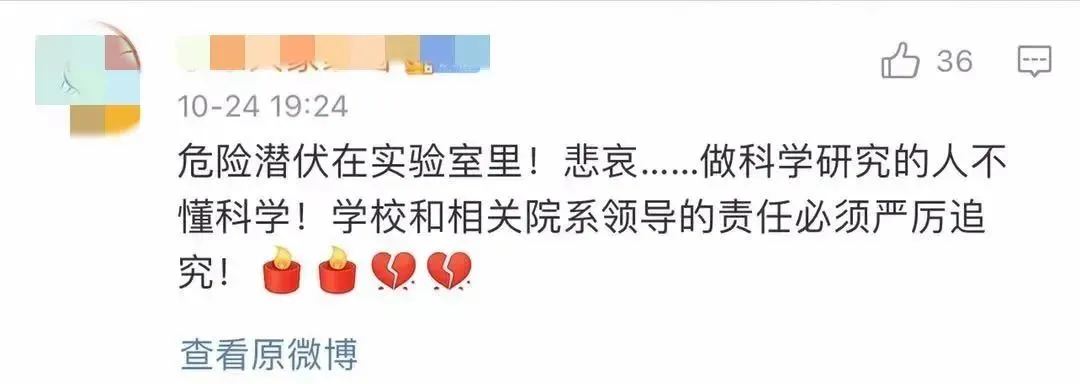 36
10-24 19:24
危险潜伏在实验室里！悲哀……做科学研究的人不
懂科学！学校和相关院系领导的责任必须严厉追
究！🕯️🕯️💔💔
查看原微博